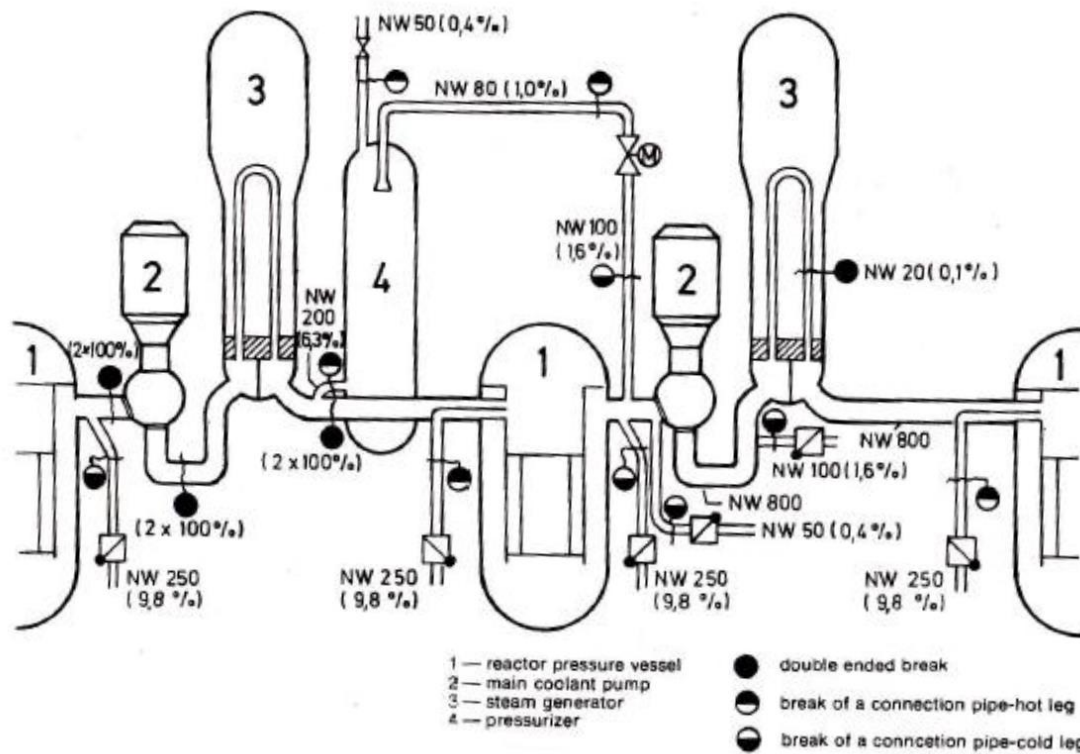 NW 50 (0,4%)
3
NW 80 (1,0%)
3
M
NW 100
(1,6%)
2
4
2
NW 20 (0,1%)
NW
200
(6,3%)
1
(2x100%)
1
1
(2 x 100%)
NW 800
NW 100 (1,6%)
(2 x 100%)
NW 800
NW 50 (0,4%)
NW 250
(9,8 %)
NW 250
(9,8 %)
NW 250
(9,8 %)
NW 250
(9,8 %)
1 — reactor pressure vessel
2 — main coolant pump
3 — steam generator
4 — pressurizer
double ended break
break of a connection pipe-hot leg
break of a conncetion pipe-cold leg